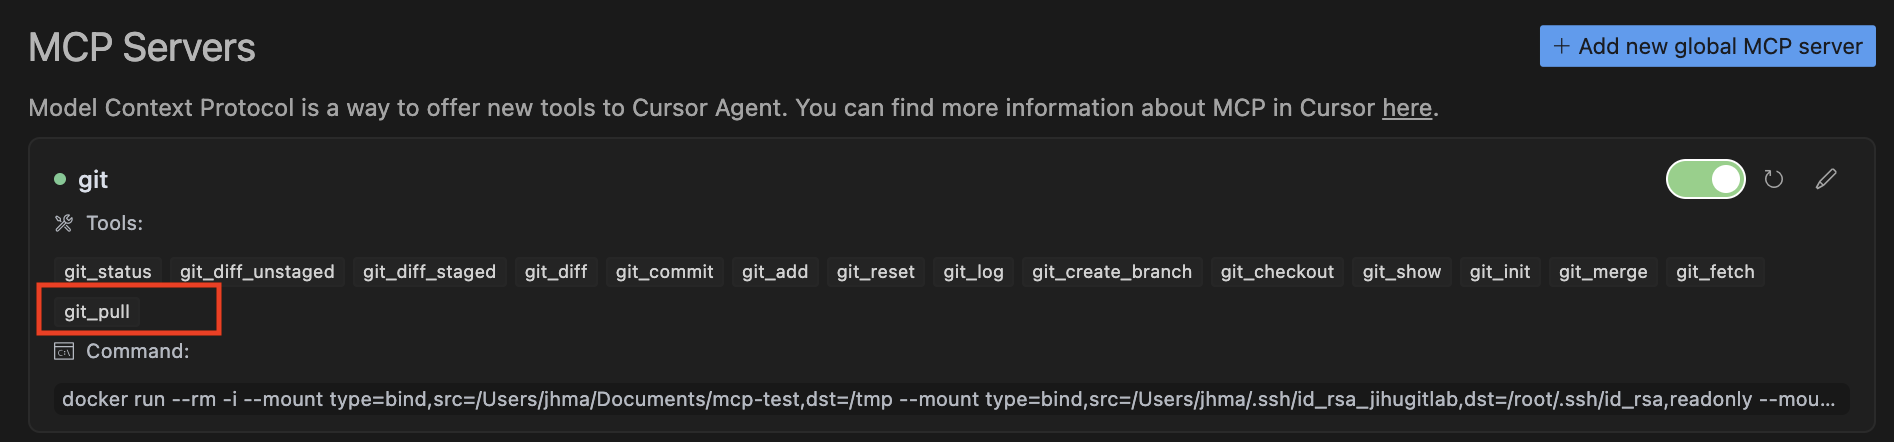 MCP Servers
+ Add new global MCP server
Model Context Protocol is a way to offer new tools to Cursor Agent. You can find more information about MCP in Cursor here.
git
Tools:
git_status git_diff_unstaged git_diff_staged git_diff git_commit git_add git_reset git_log git_create_branch git_checkout git_show git_init git_merge git_fetch
git_pull
Command:
docker run --rm -i --mount type=bind,src=/Users/jhma/Documents/mcp-test,dst=/tmp --mount type=bind,src=/Users/jhma/.ssh/id_rsa_jihugitlab,dst=/root/.ssh/id_rsa,readonly --mou...